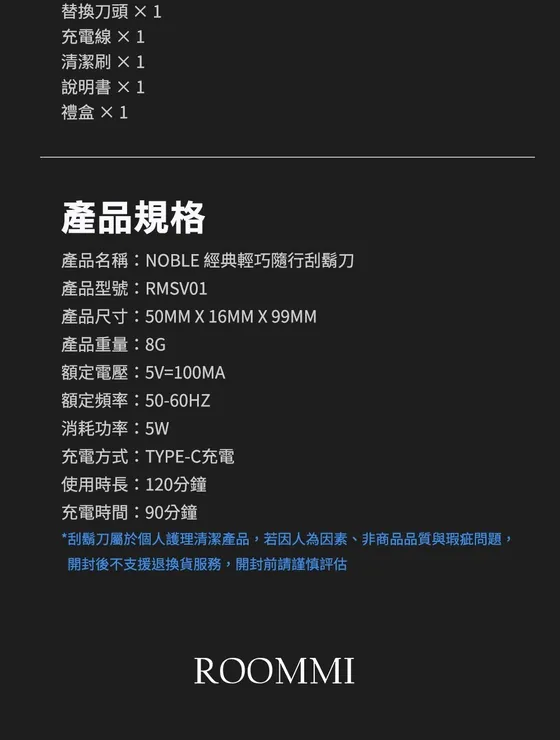 替換刀頭 × 1
充電線 × 1
清潔刷 × 1
說明書 × 1
禮盒 × 1
產品規格
產品名稱：NOBLE 經典輕巧隨行刮鬍刀
產品型號：RMSV01
產品尺寸：50MM X 16MM X 99MM
產品重量：8G
額定電壓：5V=100MA
額定頻率：50-60HZ
消耗功率：5W
充電方式：TYPE-C充電
使用時長：120分鐘
充電時間：90分鐘
*刮鬍刀屬於個人護理清潔產品，若因人為因素、非商品品質與瑕疵問題，
開封後不支援退換貨服務，開封前請謹慎評估
ROOMMI